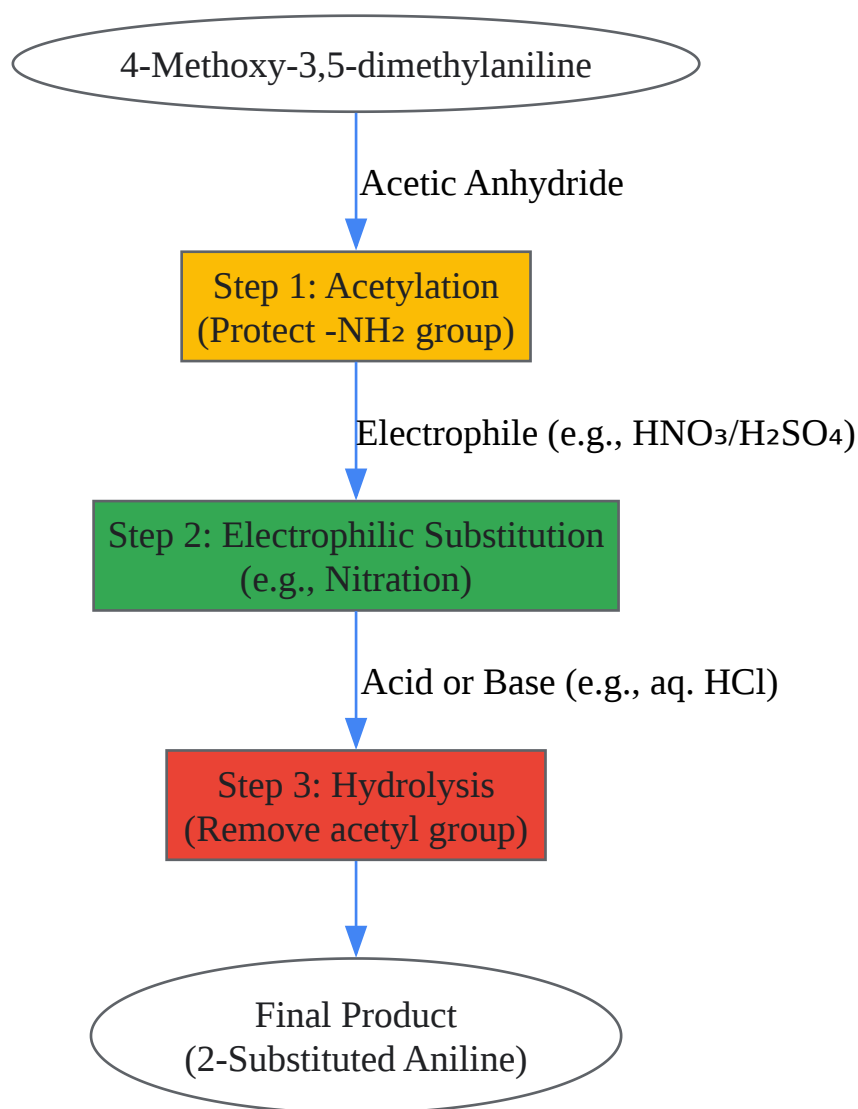 4-Methoxy-3,5-dimethylaniline
Acetic Anhydride
Step 1: Acetylation
(Protect -NH₂ group)
Electrophile (e.g., HNO₃/H₂SO₄)
Step 2: Electrophilic Substitution
(e.g., Nitration)
Acid or Base (e.g., aq. HCl)
Step 3: Hydrolysis
(Remove acetyl group)
Final Product
(2-Substituted Aniline)